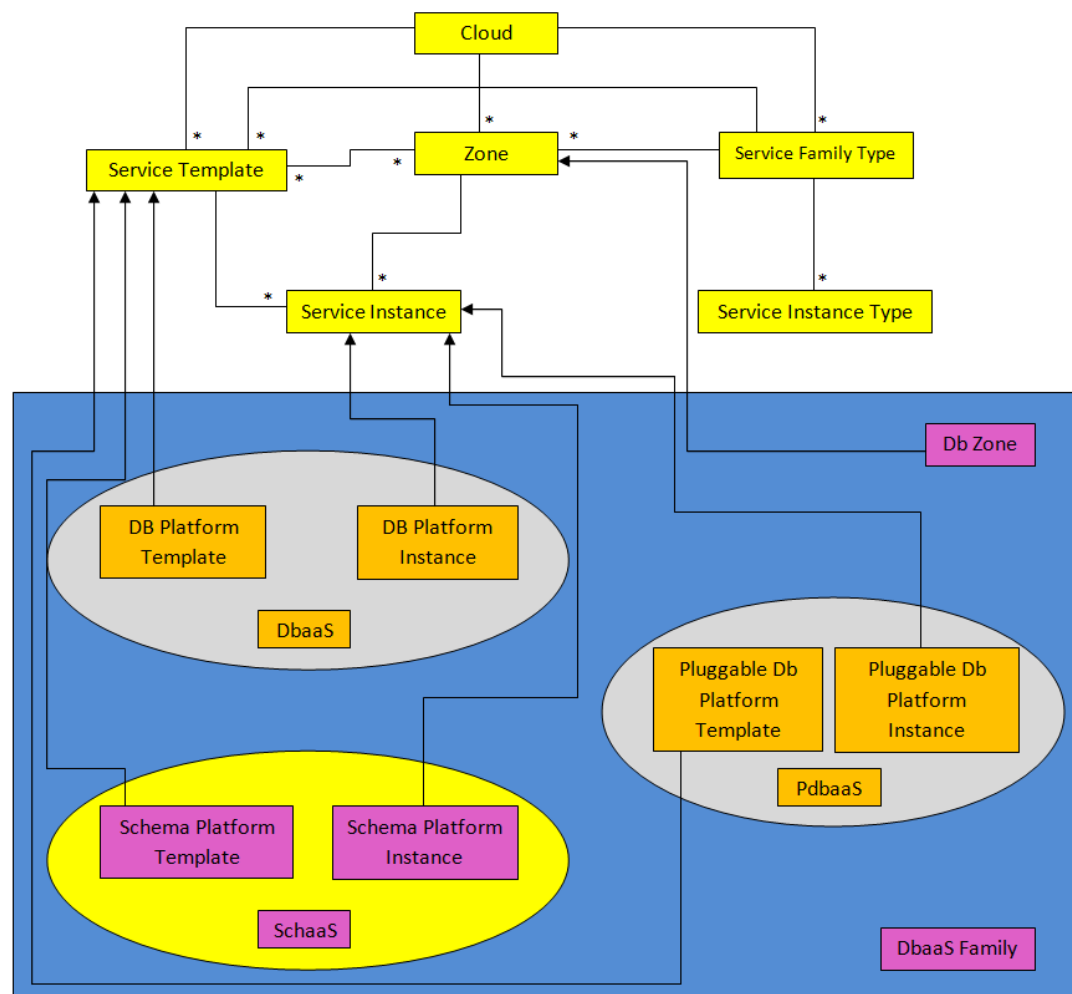 Cloud
*
*
*
*
*
Service Template
*
*
Zone
Service Family Type
*
*
*
Service Instance
Service Instance Type
Db Zone
DB Platform
Template
DB Platform
Instance
DbaaS
Pluggable Db
Platform
Template
Pluggable Db
Platform
Instance
PdbaaS
Schema Platform
Template
Schema Platform
Instance
SchaaS
DbaaS Family